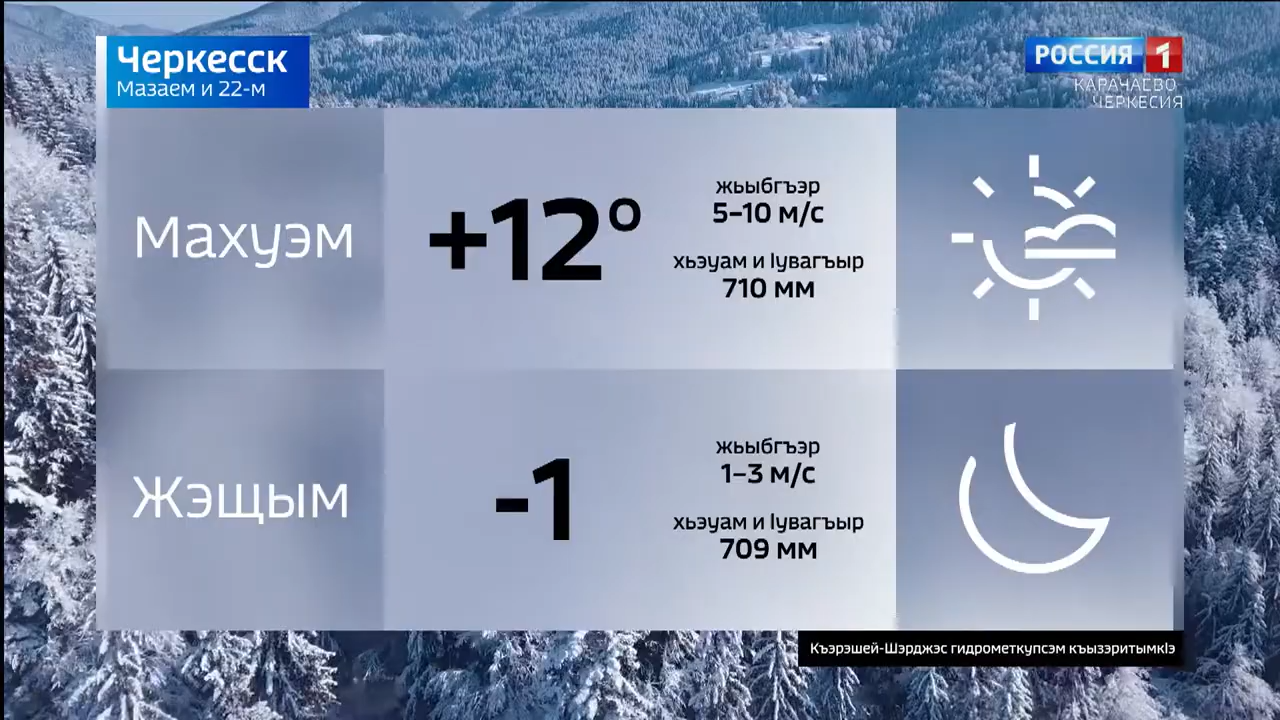 Черкесск
Мазаем и 22-м
РОССИЯ 1
КАРАЧАЕВО
ЧЕРКЕСИЯ
Махуэм
+12°
жьыбгъэр
5–10 м/с
хьэуам и Iувагъыр
710 мм
Жэщым
-1
жьыбгъэр
1–3 м/с
хьэуам и Iувагъыр
709 мм
Къэрэшей-Шэрджэс гидрометкупсэм къызэритымкIэ